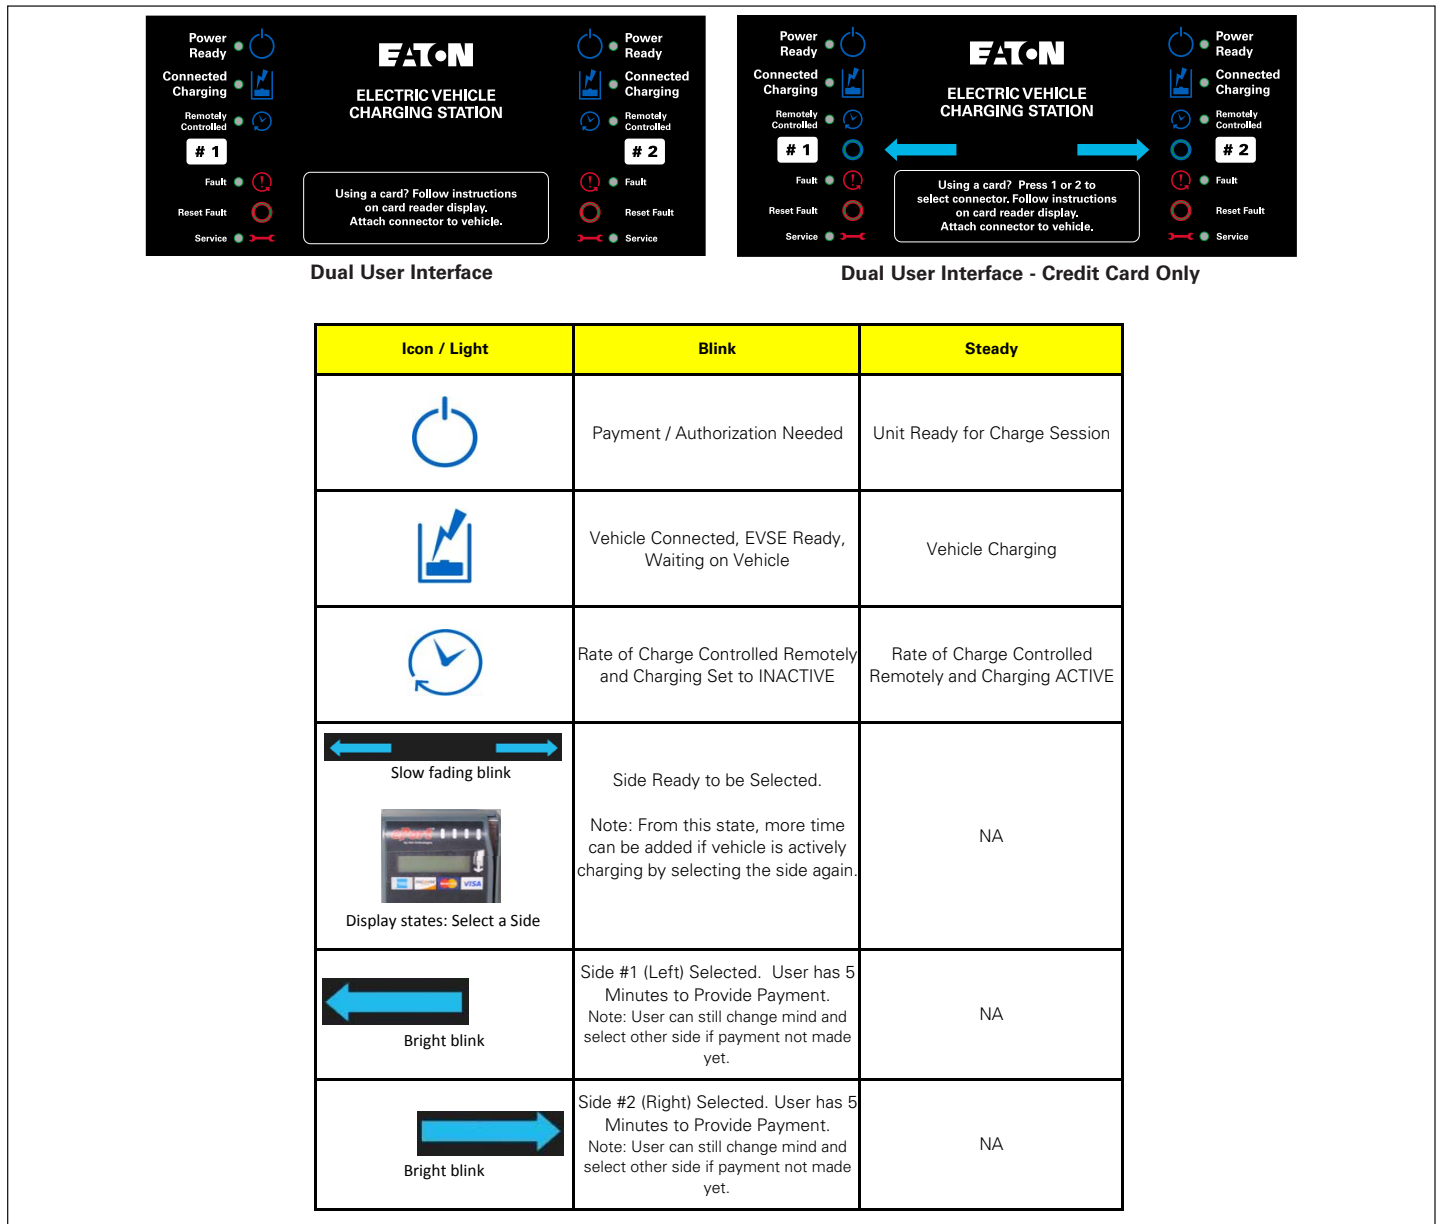 Power
Ready
Connected
Charging
Remotely
Controlled
# 1
Fault
Reset Fault
Service
EATON
ELECTRIC VEHICLE
CHARGING STATION
Using a card? Follow instructions
on card reader display.
Attach connector to vehicle.
Power
Ready
Connected
Charging
Remotely
Controlled
# 2
Fault
Reset Fault
Service
Dual User Interface
Power
Ready
Connected
Charging
Remotely
Controlled
# 1
Fault
Reset Fault
Service
EATON
ELECTRIC VEHICLE
CHARGING STATION
Using a card? Press 1 or 2 to
select connector. Follow instructions
on card reader display.
Attach connector to vehicle.
Power
Ready
Connected
Charging
Remotely
Controlled
# 2
Fault
Reset Fault
Service
Dual User Interface - Credit Card Only
Icon / Light
Blink
Steady
Payment / Authorization Needed
Unit Ready for Charge Session
Vehicle Connected, EVSE Ready,
Waiting on Vehicle
Vehicle Charging
Rate of Charge Controlled Remotely
and Charging Set to INACTIVE
Rate of Charge Controlled
Remotely and Charging ACTIVE
Slow fading blink
ePort
VISA
Display states: Select a Side
Side Ready to be Selected.
Note: From this state, more time
can be added if vehicle is actively
charging by selecting the side again.
NA
Bright blink
Side #1 (Left) Selected. User has 5
Minutes to Provide Payment.
Note: User can still change mind and
select other side if payment not made
yet.
NA
Bright blink
Side #2 (Right) Selected. User has 5
Minutes to Provide Payment.
Note: User can still change mind and
select other side if payment not made
yet.
NA